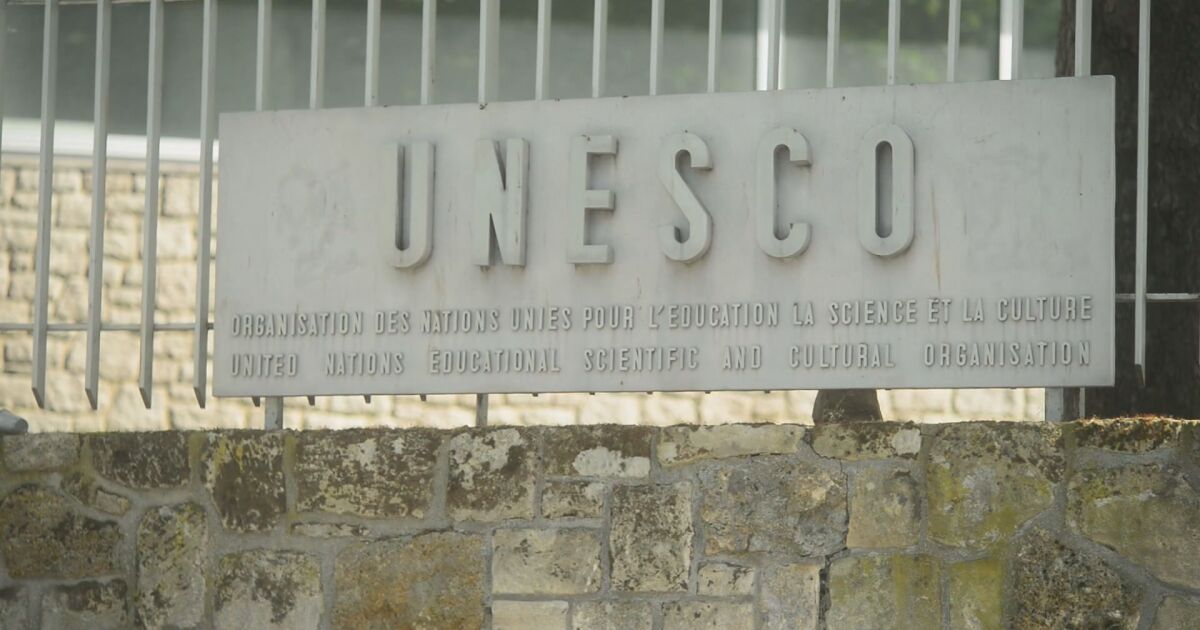 UNESCO
ORGANISATION DES NATIONS UNIES POUR L'EDUCATION LA SCIENCE ET LA CULTURE
UNITED NATIONS EDUCATIONAL SCIENTIFIC AND CULTURAL ORGANISATION